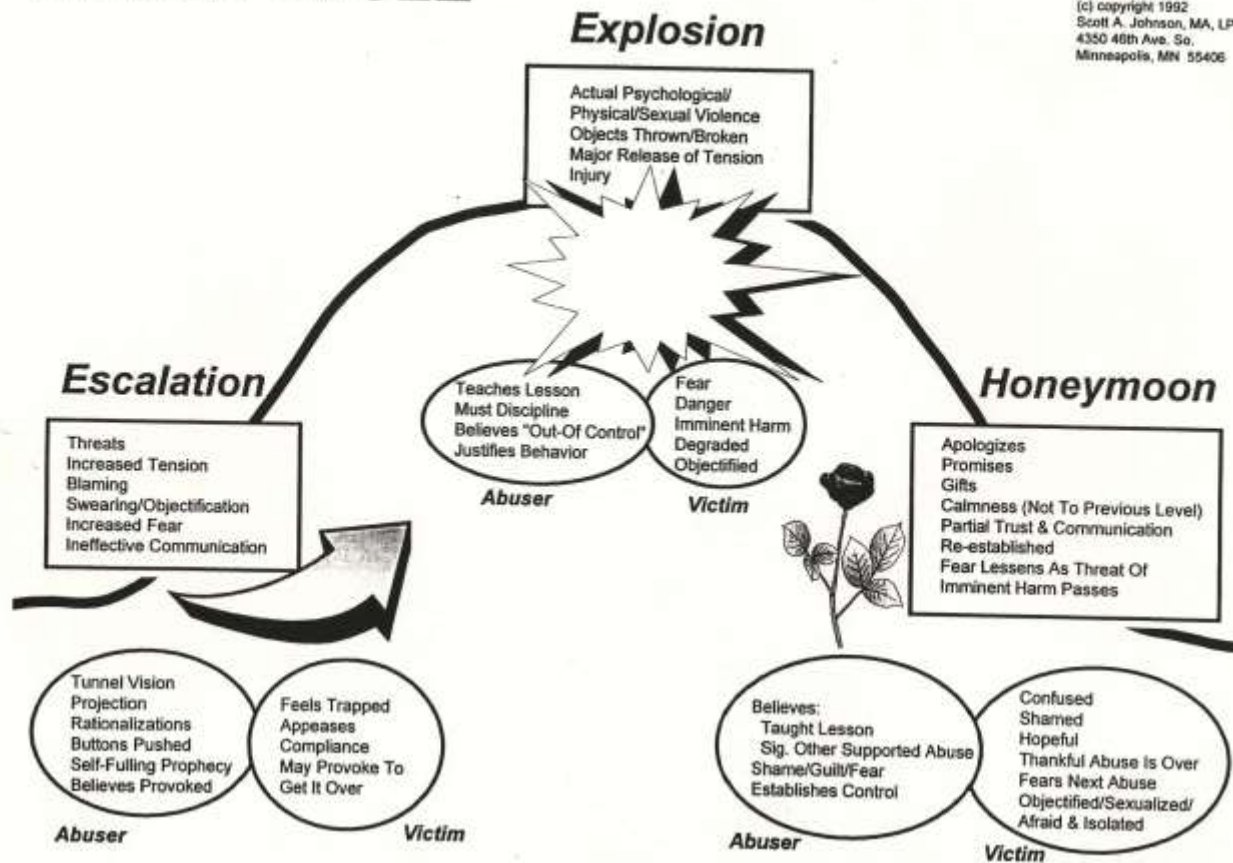 (c) copyright 1992
Scott A. Johnson, MA, LP
4350 46th Ave. So.
Minneapolis, MN 55406
Explosion
Actual Psychological/
Physical/Sexual Violence
Objects Thrown/Broken
Major Release of Tension
Injury
Teaches Lesson
Must Discipline
Believes "Out-Of Control"
Justifies Behavior
Abuser
Fear
Danger
Imminent Harm
Degraded
Objectifiied
Victim
Escalation
Threats
Increased Tension
Blaming
Swearing/Objectification
Increased Fear
Ineffective Communication
Tunnel Vision
Projection
Rationalizations
Buttons Pushed
Self-Fulling Prophecy
Believes Provoked
Abuser
Feels Trapped
Appeases
Compliance
May Provoke To
Get It Over
Victim
Honeymoon
Apologizes
Promises
Gifts
Calmness (Not To Previous Level)
Partial Trust & Communication
Re-established
Fear Lessens As Threat Of
Imminent Harm Passes
Believes:
Taught Lesson
Sig. Other Supported Abuse
Shame/Guilt/Fear
Establishes Control
Abuser
Confused
Shamed
Hopeful
Thankful Abuse Is Over
Fears Next Abuse
Objectified/Sexualized/
Afraid & Isolated
Victim